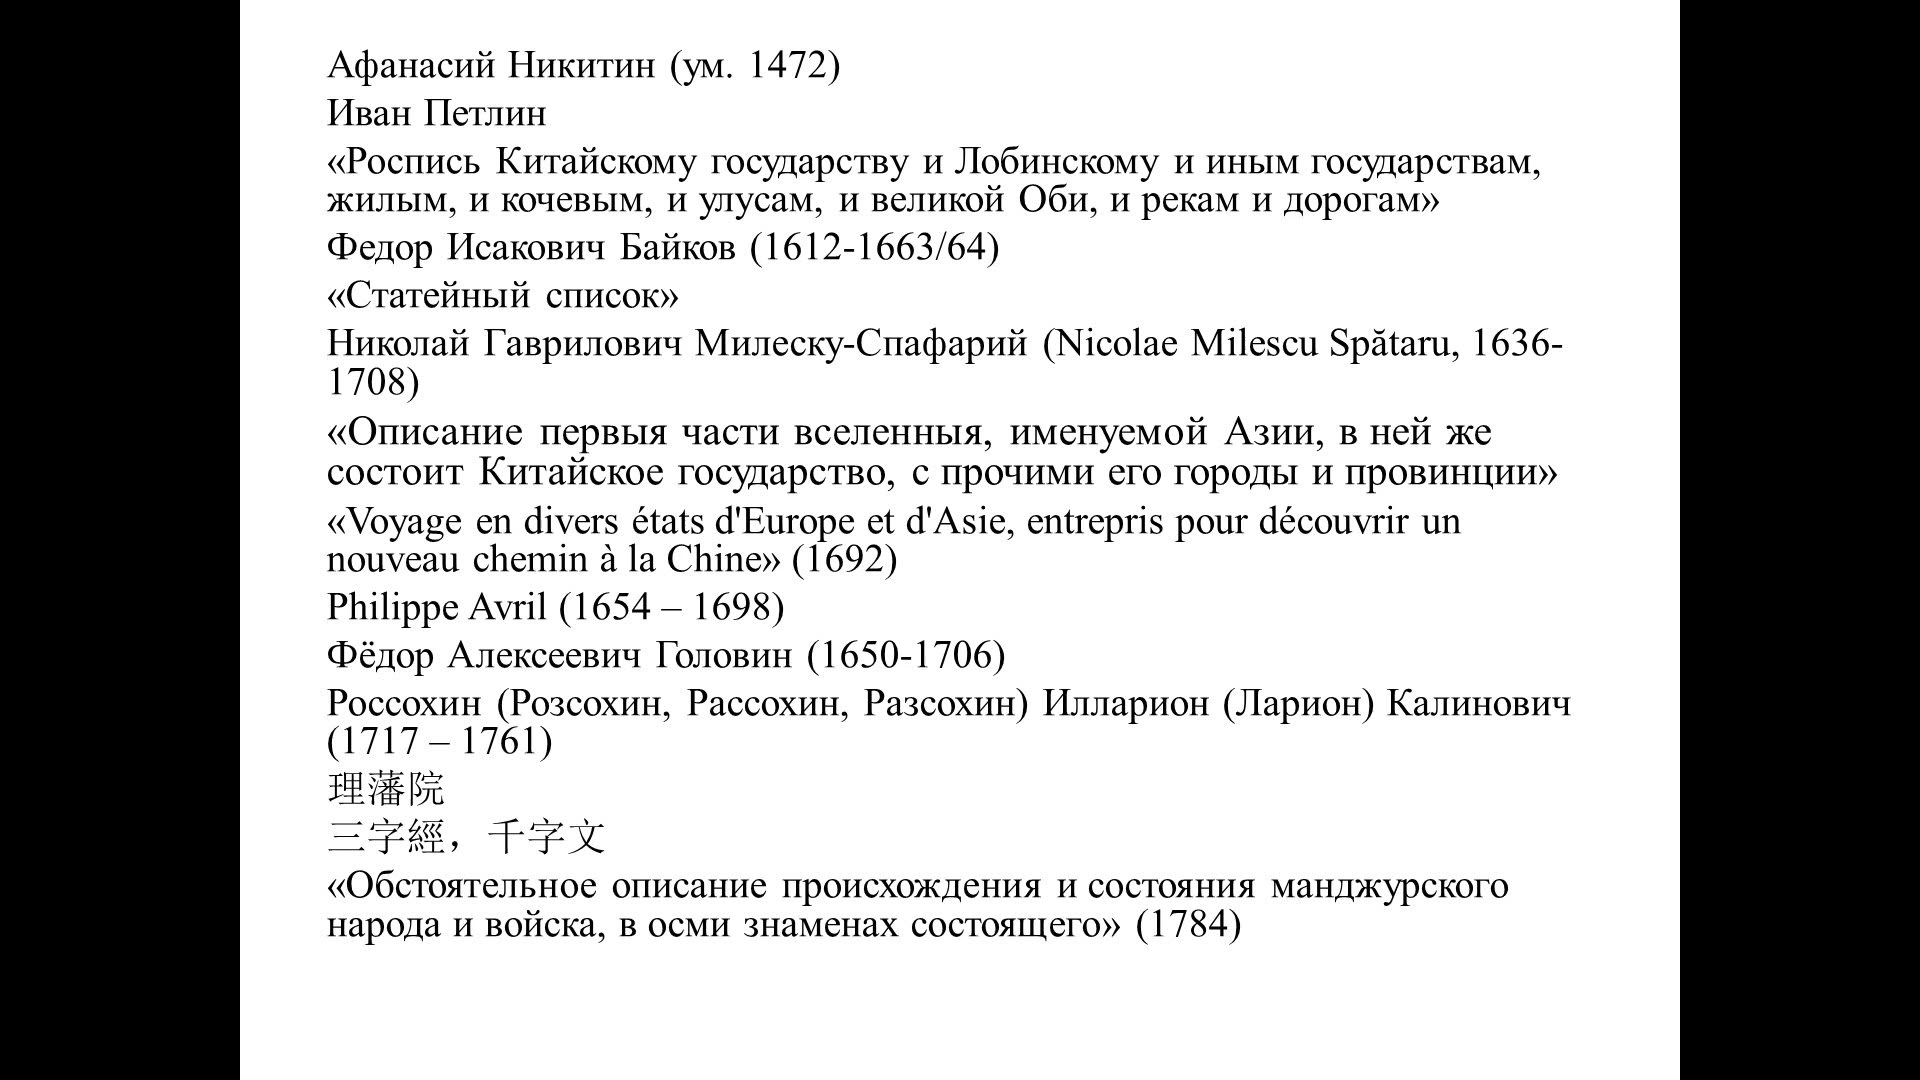 Афанасий Никитин (ум. 1472)
Иван Петлин
«Роспись Китайскому государству и Лобинскому и иным государствам,
жилым, и кочевым, и улусам, и великой Оби, и рекам и дорогам»
Федор Исакович Байков (1612-1663/64)
«Статейный список»
Николай Гаврилович Милеску-Спафарий (Nicolae Milescu Spătaru, 1636-
1708)
«Описание первыя части вселенныя, именуемой Азии, в ней же
состоит Китайское государство, с прочими его городы и провинции»
«Voyage en divers états d'Europe et d'Asie, entrepris pour découvrir un
nouveau chemin à la Chine» (1692)
Philippe Avril (1654 – 1698)
Фёдор Алексеевич Головин (1650-1706)
Россохин (Розсохин, Рассохин, Разсохин) Илларион (Ларион) Калинович
(1717 – 1761)
理藩院
三字經，千字文
«Обстоятельное описание происхождения и состояния манджурского
народа и войска, в осми знаменах состоящего» (1784)